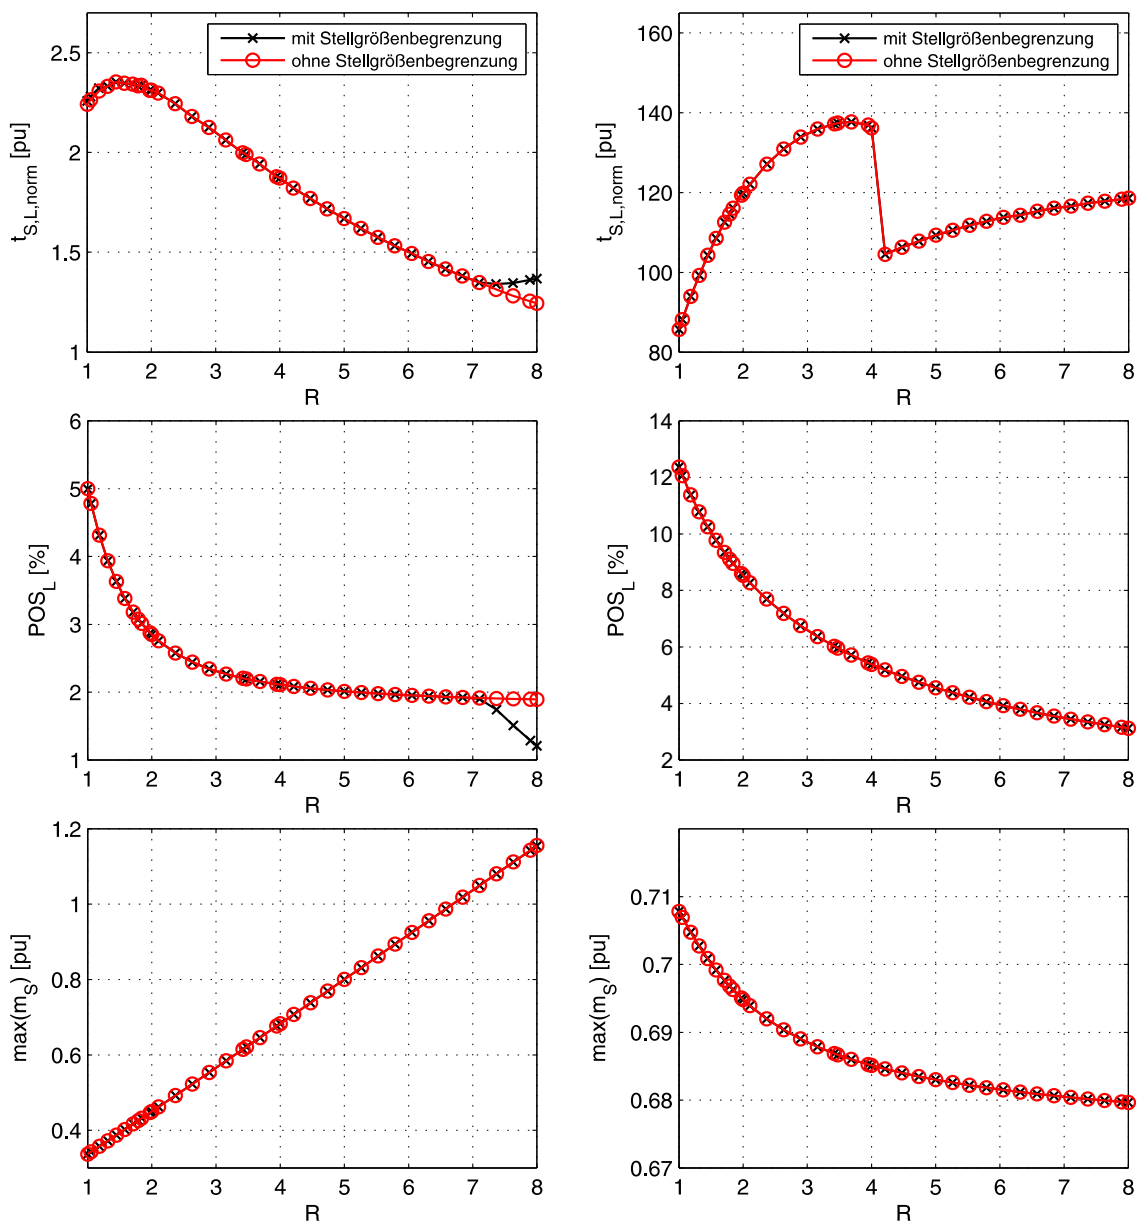 mit Stellgrößenbegrenzung
ohne Stellgrößenbegrenzung
t_S,L,norm [pu]
2.5
2
1.5
1
1 2 3 4 5 6 7 8
R
mit Stellgrößenbegrenzung
ohne Stellgrößenbegrenzung
t_S,L,norm [pu]
160
140
120
100
80
1 2 3 4 5 6 7 8
R
POS_L [%]
6
5
4
3
2
1
1 2 3 4 5 6 7 8
R
POS_L [%]
14
12
10
8
6
4
2
1 2 3 4 5 6 7 8
R
max(m_S) [pu]
1.2
1
0.8
0.6
0.4
1 2 3 4 5 6 7 8
R
max(m_S) [pu]
0.71
0.7
0.69
0.68
0.67
1 2 3 4 5 6 7 8
R